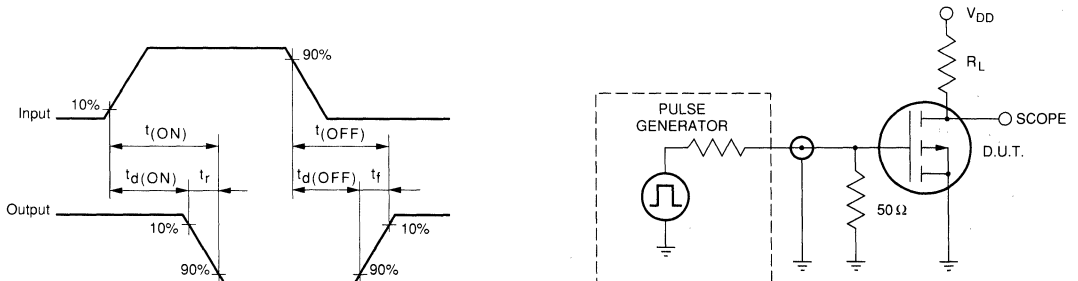 90%
10%
Input
t(ON)
t(OFF)
td(ON)
tr
td(OFF)
tf
Output
10%
10%
90%
90%
VDD
RL
PULSE
GENERATOR
SCOPE
D.U.T.
50Ω